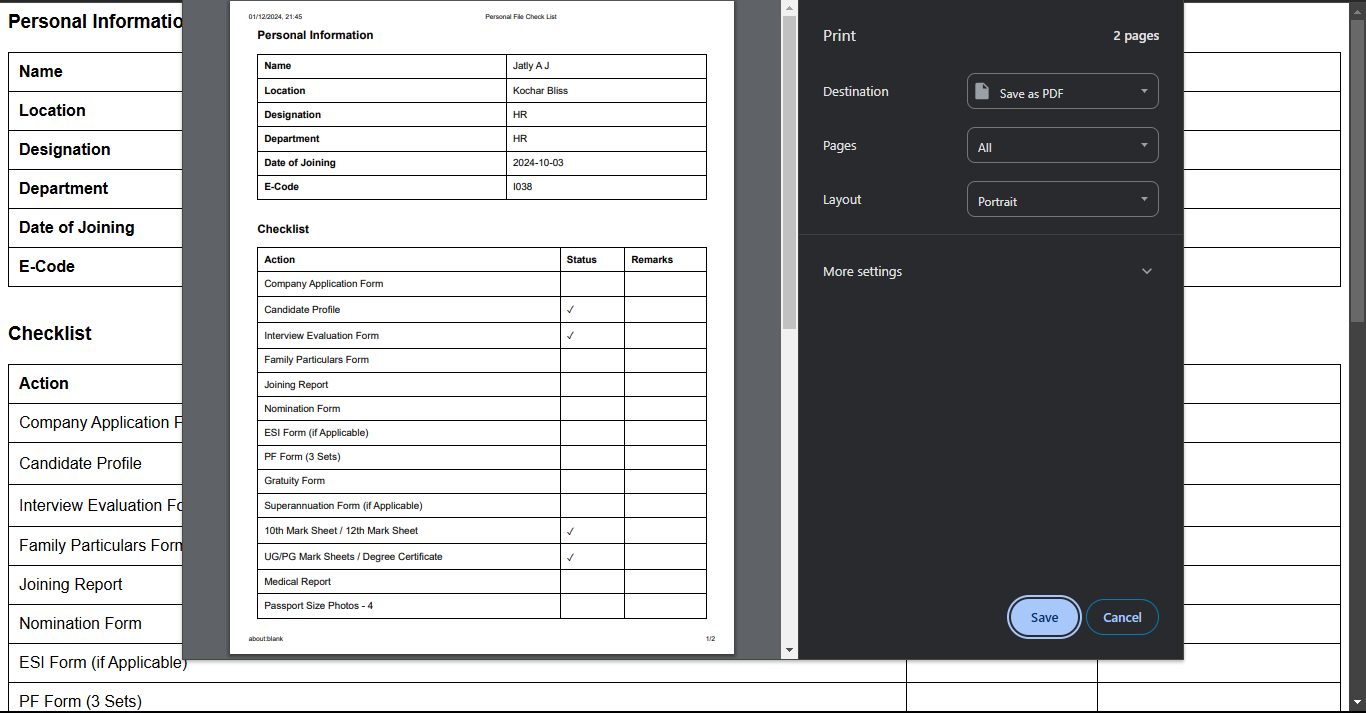 Personal Informatio
Name
Location
Designation
Department
Date of Joining
E-Code
Checklist
Action
Company Application F
Candidate Profile
Interview Evaluation Fo
Family Particulars Form
Joining Report
Nomination Form
ESI Form (if Applicable)
PF Form (3 Sets)
01/12/2024, 21:45 Personal File Check List
Personal Information
Name Jatly A J
Location Kochar Bliss
Designation HR
Department HR
Date of Joining 2024-10-03
E-Code I038
Checklist
Action Status Remarks
Company Application Form
Candidate Profile ✓
Interview Evaluation Form ✓
Family Particulars Form
Joining Report
Nomination Form
ESI Form (if Applicable)
PF Form (3 Sets)
Gratuity Form
Superannuation Form (if Applicable)
10th Mark Sheet / 12th Mark Sheet ✓
UG/PG Mark Sheets / Degree Certificate ✓
Medical Report
Passport Size Photos - 4
about:blank 1/2
Print 2 pages
Destination Save as PDF
Pages All
Layout Portrait
More settings
Save Cancel